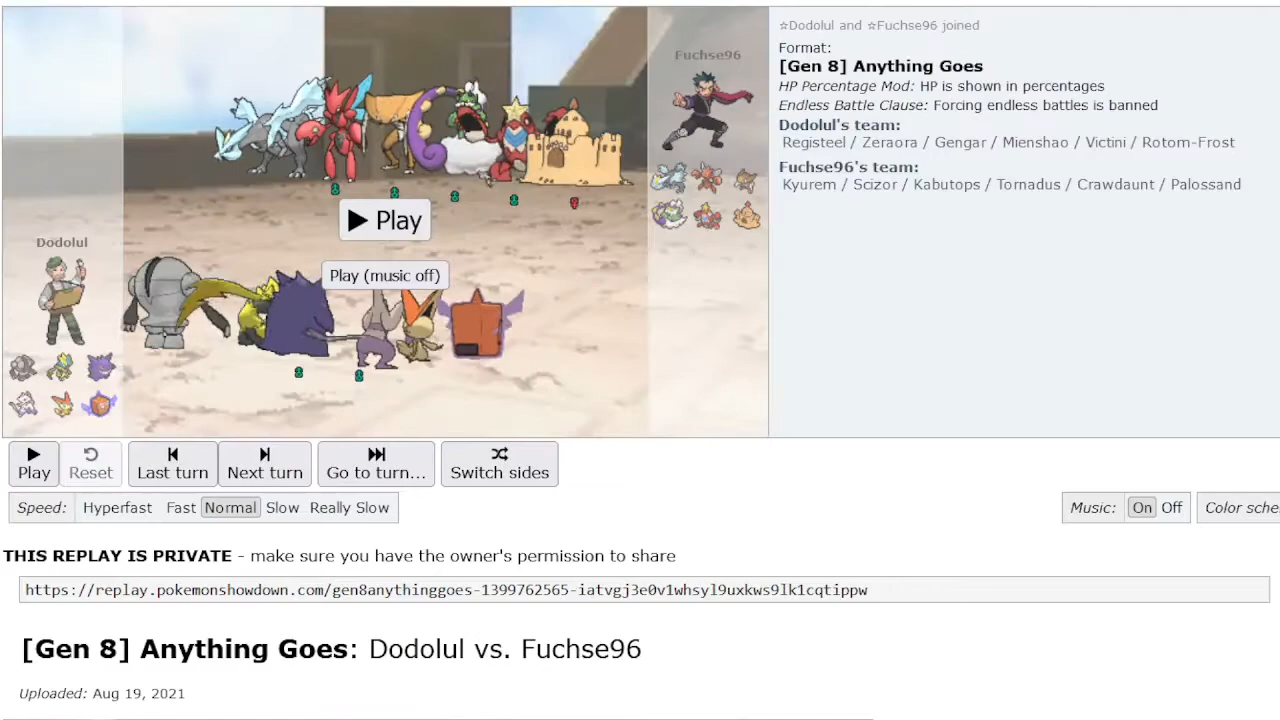 ☆Dodolul and ☆Fuchse96 joined
Format:
[Gen 8] Anything Goes
HP Percentage Mod: HP is shown in percentages
Endless Battle Clause: Forcing endless battles is banned
Dodolul's team:
Registeel / Zeraora / Gengar / Mienshao / Victini / Rotom-Frost
Fuchse96's team:
Kyurem / Scizor / Kabutops / Tornadus / Crawdaunt / Palossand
Fuchse96
Play
Dodolul
Play (music off)
Play
Reset
Last turn
Next turn
Go to turn...
Switch sides
Speed: Hyperfast Fast Normal Slow Really Slow
Music: On Off
Color sche
THIS REPLAY IS PRIVATE - make sure you have the owner's permission to share
https://replay.pokemonshowdown.com/gen8anythinggoes-1399762565-iatvgj3e0v1whsyl9uxkws9lk1cqtippw
[Gen 8] Anything Goes: Dodolul vs. Fuchse96
Uploaded: Aug 19, 2021